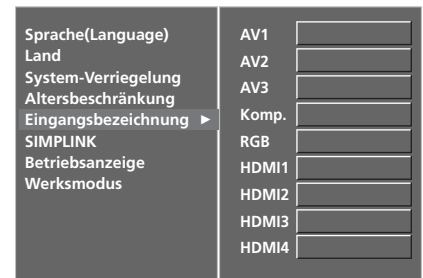 Sprache(Language)
Land
System-Verriegelung
Altersbeschränkung
Eingangsbezeichnung ►
SIMPLINK
Betriebsanzeige
Werksmodus
AV1
AV2
AV3
Komp.
RGB
HDMI1
HDMI2
HDMI3
HDMI4